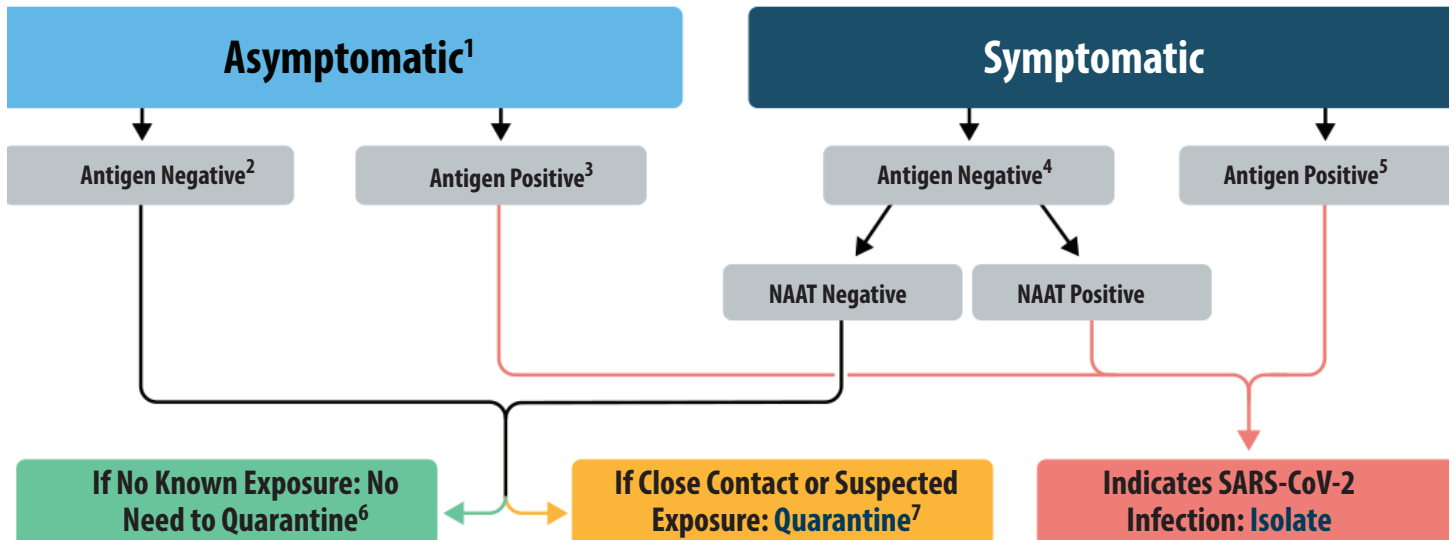 Asymptomatic1
Symptomatic
Antigen Negative2
Antigen Positive3
Antigen Negative4
Antigen Positive5
NAAT Negative
NAAT Positive
If No Known Exposure: No
Need to Quarantine6
If Close Contact or Suspected
Exposure: Quarantine7
Indicates SARS-CoV-2
Infection: Isolate